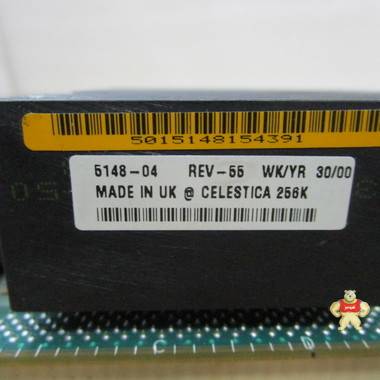 5015148154391
5148-04 REV-55 WK/YR 30/00
MADE IN UK @ CELESTICA 256K